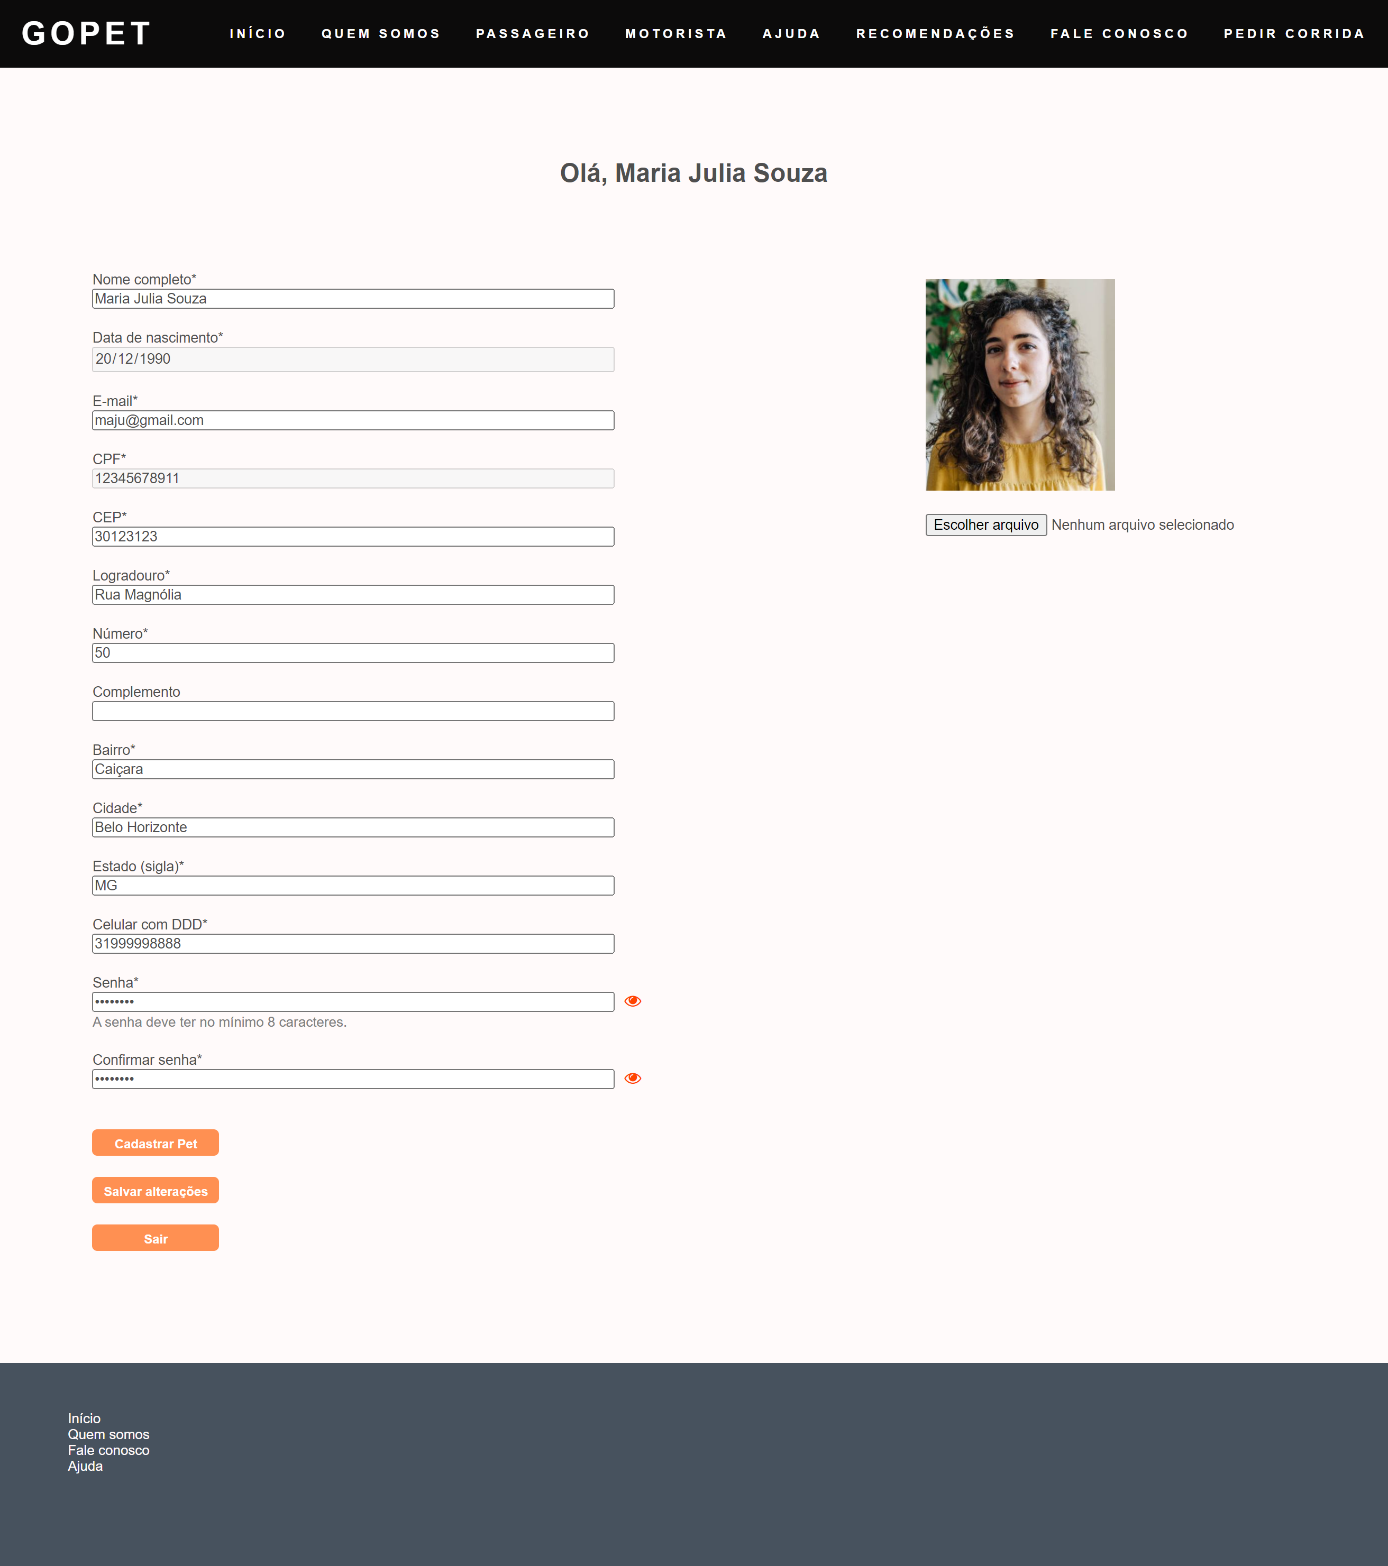 GOPET
INÍCIO QUEM SOMOS PASSAGEIRO MOTORISTA AJUDA RECOMENDAÇÕES FALE CONOSCO PEDIR CORRIDA
Olá, Maria Julia Souza
Nome completo*
Maria Julia Souza
Data de nascimento*
20/12/1990
E-mail*
maju@gmail.com
CPF*
12345678911
CEP*
30123123
Logradouro*
Rua Magnólia
Número*
50
Complemento
Bairro*
Caiçara
Cidade*
Belo Horizonte
Estado (sigla)*
MG
Celular com DDD*
31999998888
Senha*
••••••••
A senha deve ter no mínimo 8 caracteres.
Confirmar senha*
••••••••
Cadastrar Pet
Salvar alterações
Sair
Escolher arquivo Nenhum arquivo selecionado
Início
Quem somos
Fale conosco
Ajuda